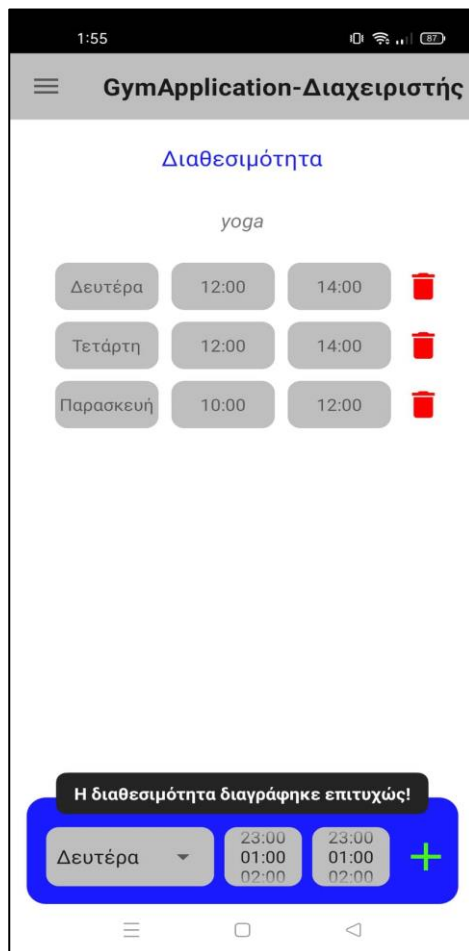 1:55 87
GymApplication-Διαχειριστής
Διαθεσιμότητα
yoga
Δευτέρα 12:00 14:00
Τετάρτη 12:00 14:00
Παρασκευή 10:00 12:00
Η διαθεσιμότητα διαγράφηκε επιτυχώς!
23:00 23:00
Δευτέρα 01:00 01:00
02:00 02:00